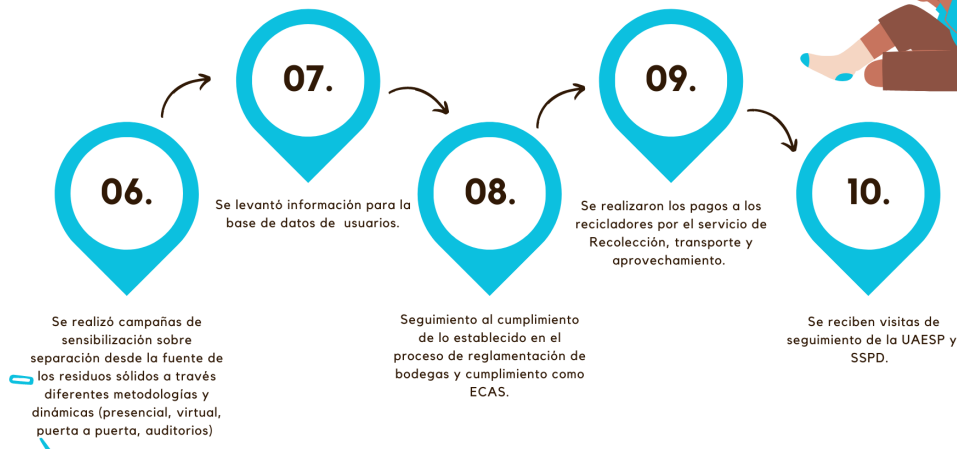 06.
Se realizó campañas de
sensibilización sobre
separación desde la fuente de
los residuos sólidos a través
diferentes metodologías y
dinámicas (presencial, virtual,
puerta a puerta, auditorios)
07.
Se levantó información para la
base de datos de usuarios.
08.
Seguimiento al cumplimiento
de lo establecido en el
proceso de reglamentación de
bodegas y cumplimiento como
ECAS.
09.
Se realizaron los pagos a los
recicladores por el servicio de
Recolección, transporte y
aprovechamiento.
10.
Se reciben visitas de
seguimiento de la UAESP y
SSPD.